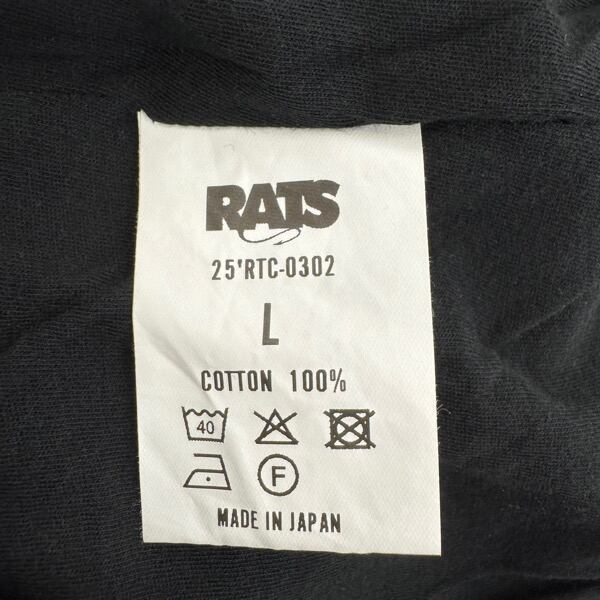 RATS
25'RTC-0302
L
COTTON 100%
40
F
MADE IN JAPAN